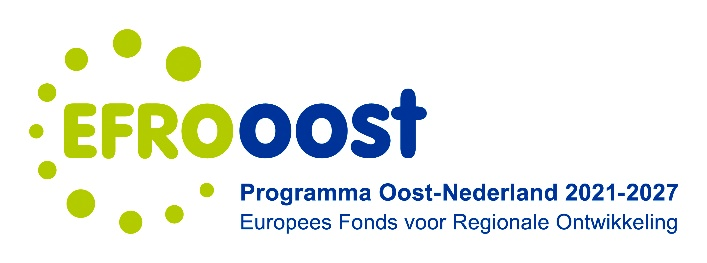 EFROoost
Programma Oost-Nederland 2021-2027
Europees Fonds voor Regionale Ontwikkeling